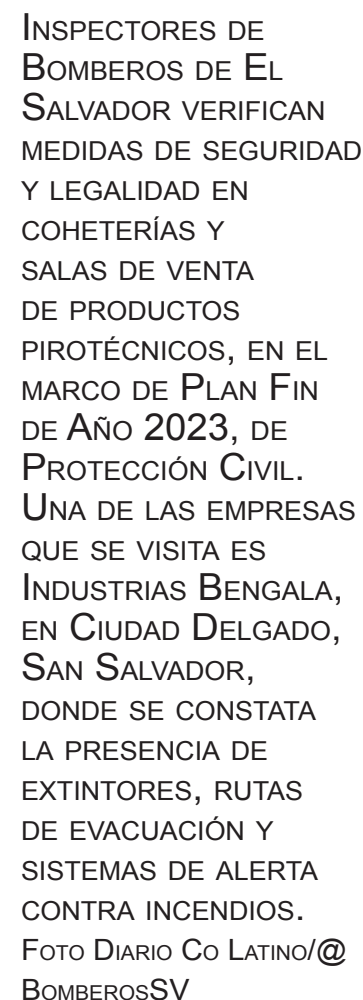 Inspectores de
Bomberos de El
Salvador verifican
medidas de seguridad
y legalidad en
coheterías y
salas de venta
de productos
pirotécnicos, en el
marco de Plan Fin
de Año 2023, de
Protección Civil.
Una de las empresas
que se visita es
Industrias Bengala,
en Ciudad Delgado,
San Salvador,
donde se constata
la presencia de
extintores, rutas
de evacuación y
sistemas de alerta
contra incendios.
Foto Diario Co Latino/@
BomberosSV